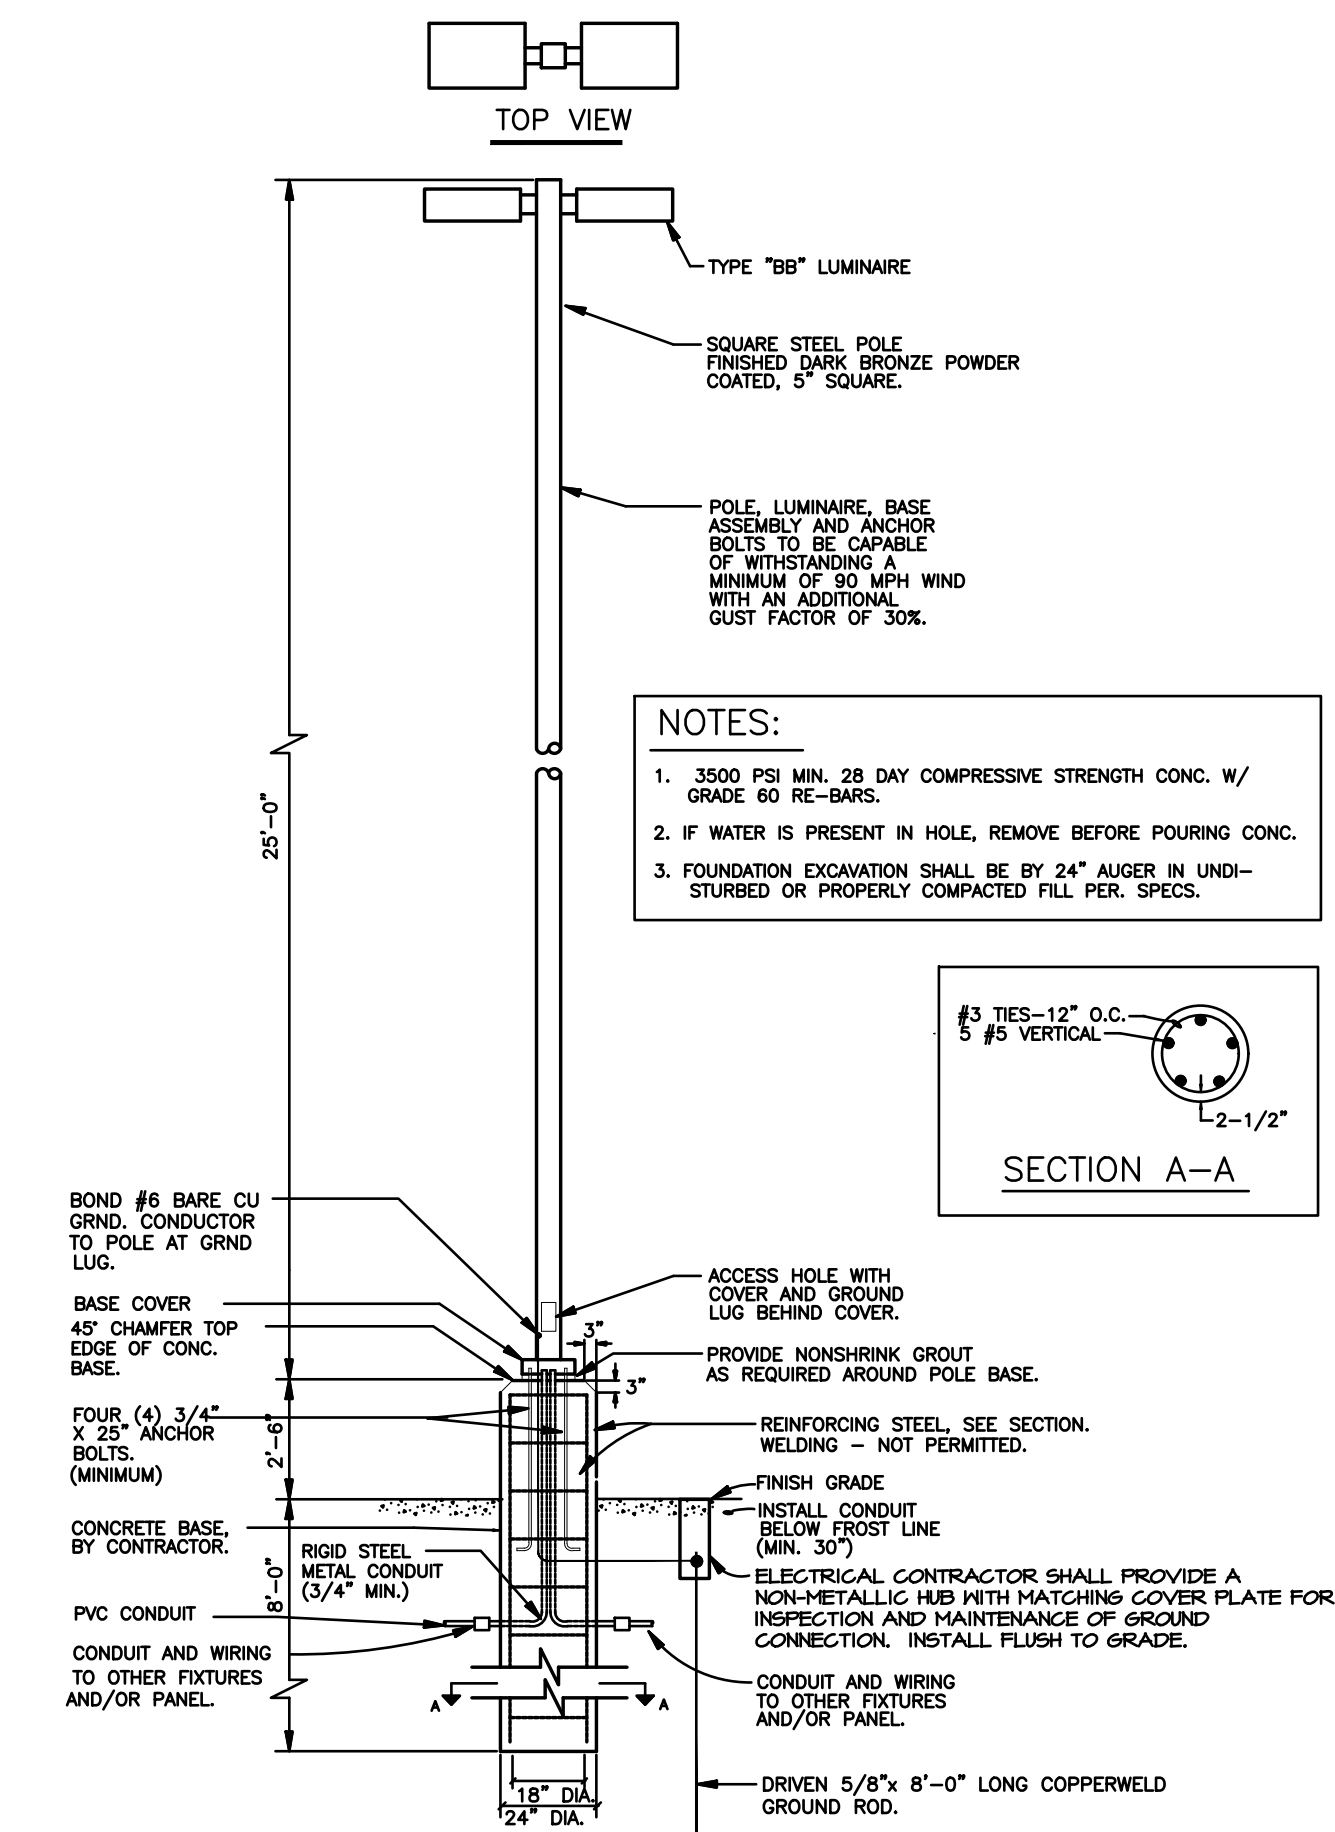 TOP VIEW
TYPE "BB" LUMINAIRE
SQUARE STEEL POLE
FINISHED DARK BRONZE POWDER
COATED, 5" SQUARE.
POLE, LUMINAIRE, BASE
ASSEMBLY AND ANCHOR
BOLTS TO BE CAPABLE
OF WITHSTANDING A
MINIMUM OF 90 MPH WIND
WITH AN ADDITIONAL
GUST FACTOR OF 30%.
25'-0"
NOTES:
1. 3500 PSI MIN. 28 DAY COMPRESSIVE STRENGTH CONC. W/
GRADE 60 RE-BARS.
2. IF WATER IS PRESENT IN HOLE, REMOVE BEFORE POURING CONC.
3. FOUNDATION EXCAVATION SHALL BE BY 24" AUGER IN UNDI-
STURBED OR PROPERLY COMPACTED FILL PER. SPECS.
#3 TIES-12" O.C.
5 #5 VERTICAL
2-1/2"
SECTION A-A
BOND #6 BARE CU
GRND. CONDUCTOR
TO POLE AT GRND
LUG.
BASE COVER
45° CHAMFER TOP
EDGE OF CONC.
BASE.
FOUR (4) 3/4"
X 25" ANCHOR
BOLTS.
(MINIMUM)
2'-6"
CONCRETE BASE,
BY CONTRACTOR.
8'-0"
RIGID STEEL
METAL CONDUIT
(3/4" MIN.)
PVC CONDUIT
CONDUIT AND WIRING
TO OTHER FIXTURES
AND/OR PANEL.
ACCESS HOLE WITH
COVER AND GROUND
LUG BEHIND COVER.
3"
PROVIDE NONSHRINK GROUT
AS REQUIRED AROUND POLE BASE.
3"
REINFORCING STEEL, SEE SECTION.
WELDING - NOT PERMITTED.
FINISH GRADE
INSTALL CONDUIT
BELOW FROST LINE
(MIN. 30")
ELECTRICAL CONTRACTOR SHALL PROVIDE A
NON-METALLIC HUB WITH MATCHING COVER PLATE FOR
INSPECTION AND MAINTENANCE OF GROUND
CONNECTION. INSTALL FLUSH TO GRADE.
CONDUIT AND WIRING
TO OTHER FIXTURES
AND/OR PANEL.
A
A
18" DIA.
24" DIA.
DRIVEN 5/8"x 8'-0" LONG COPPERWELD
GROUND ROD.